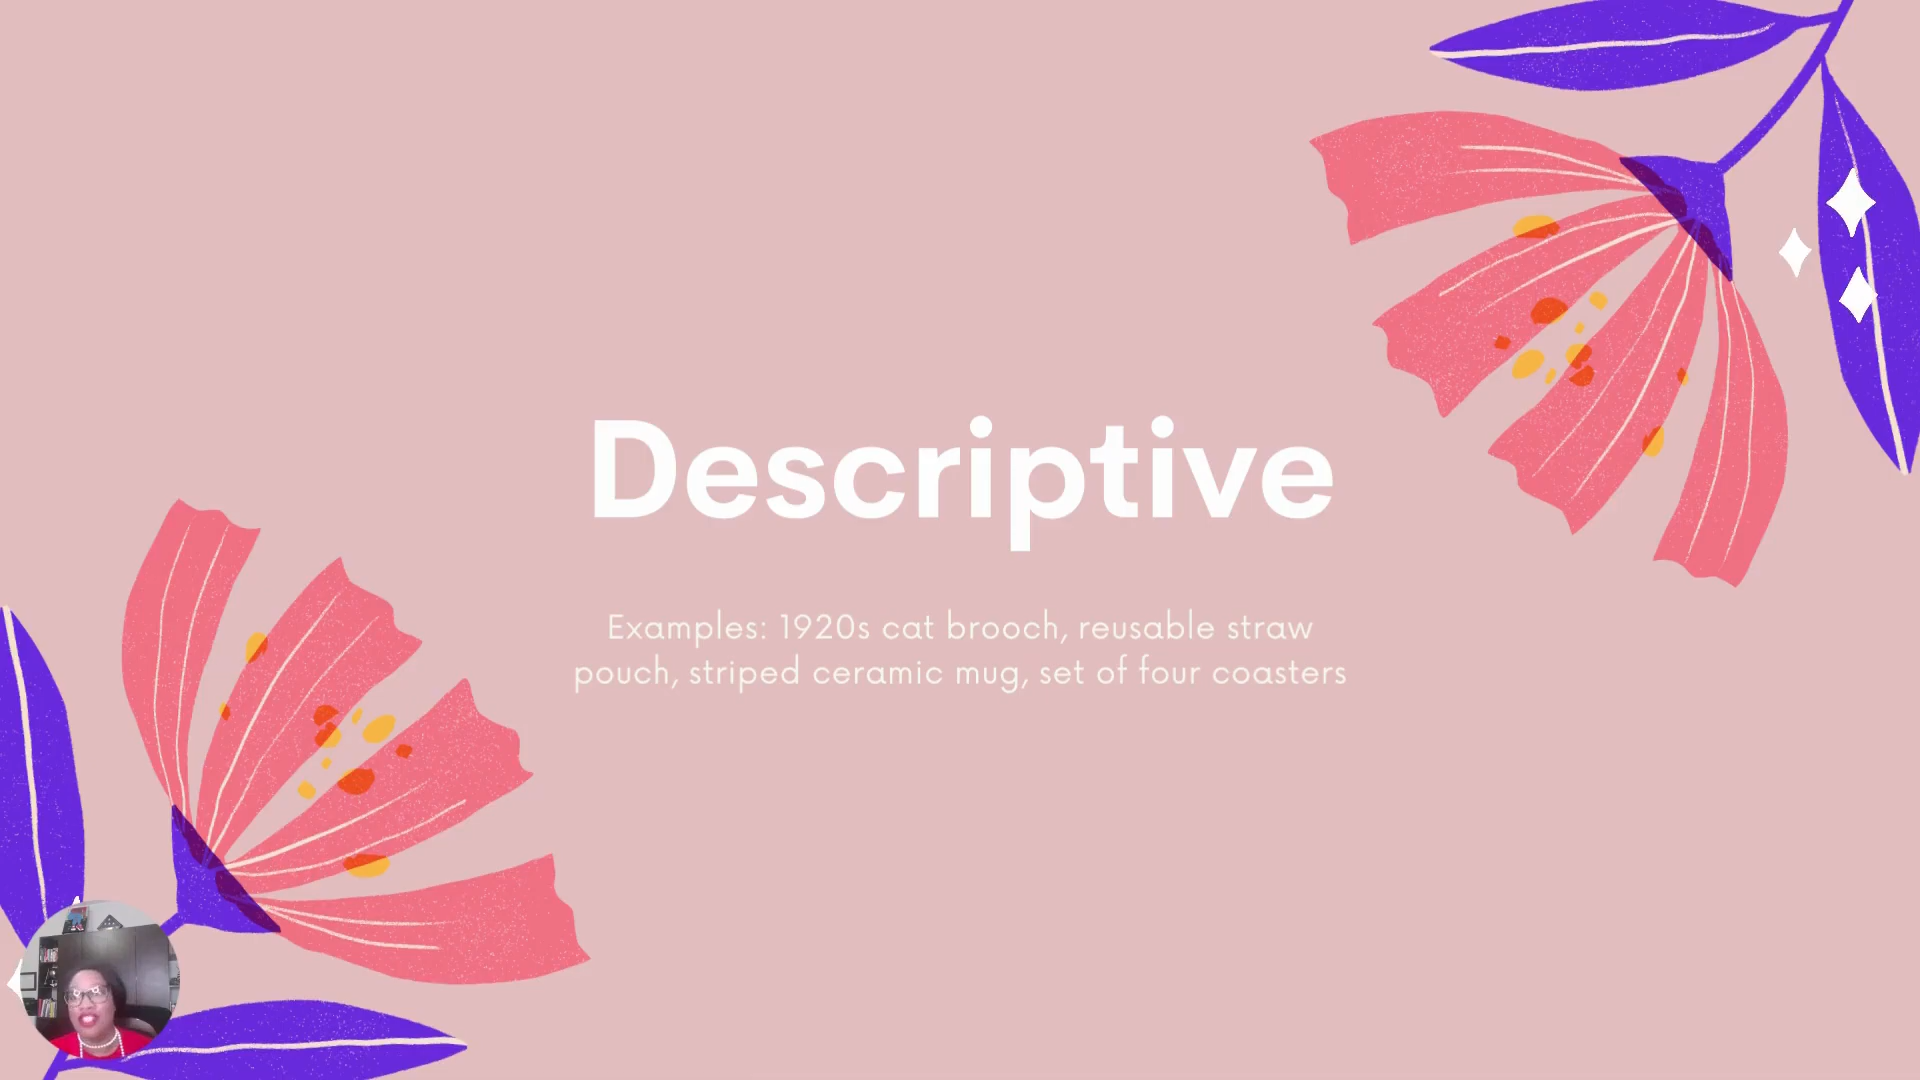 Descriptive
Examples: 1920s cat brooch, reusable straw
pouch, striped ceramic mug, set of four coasters